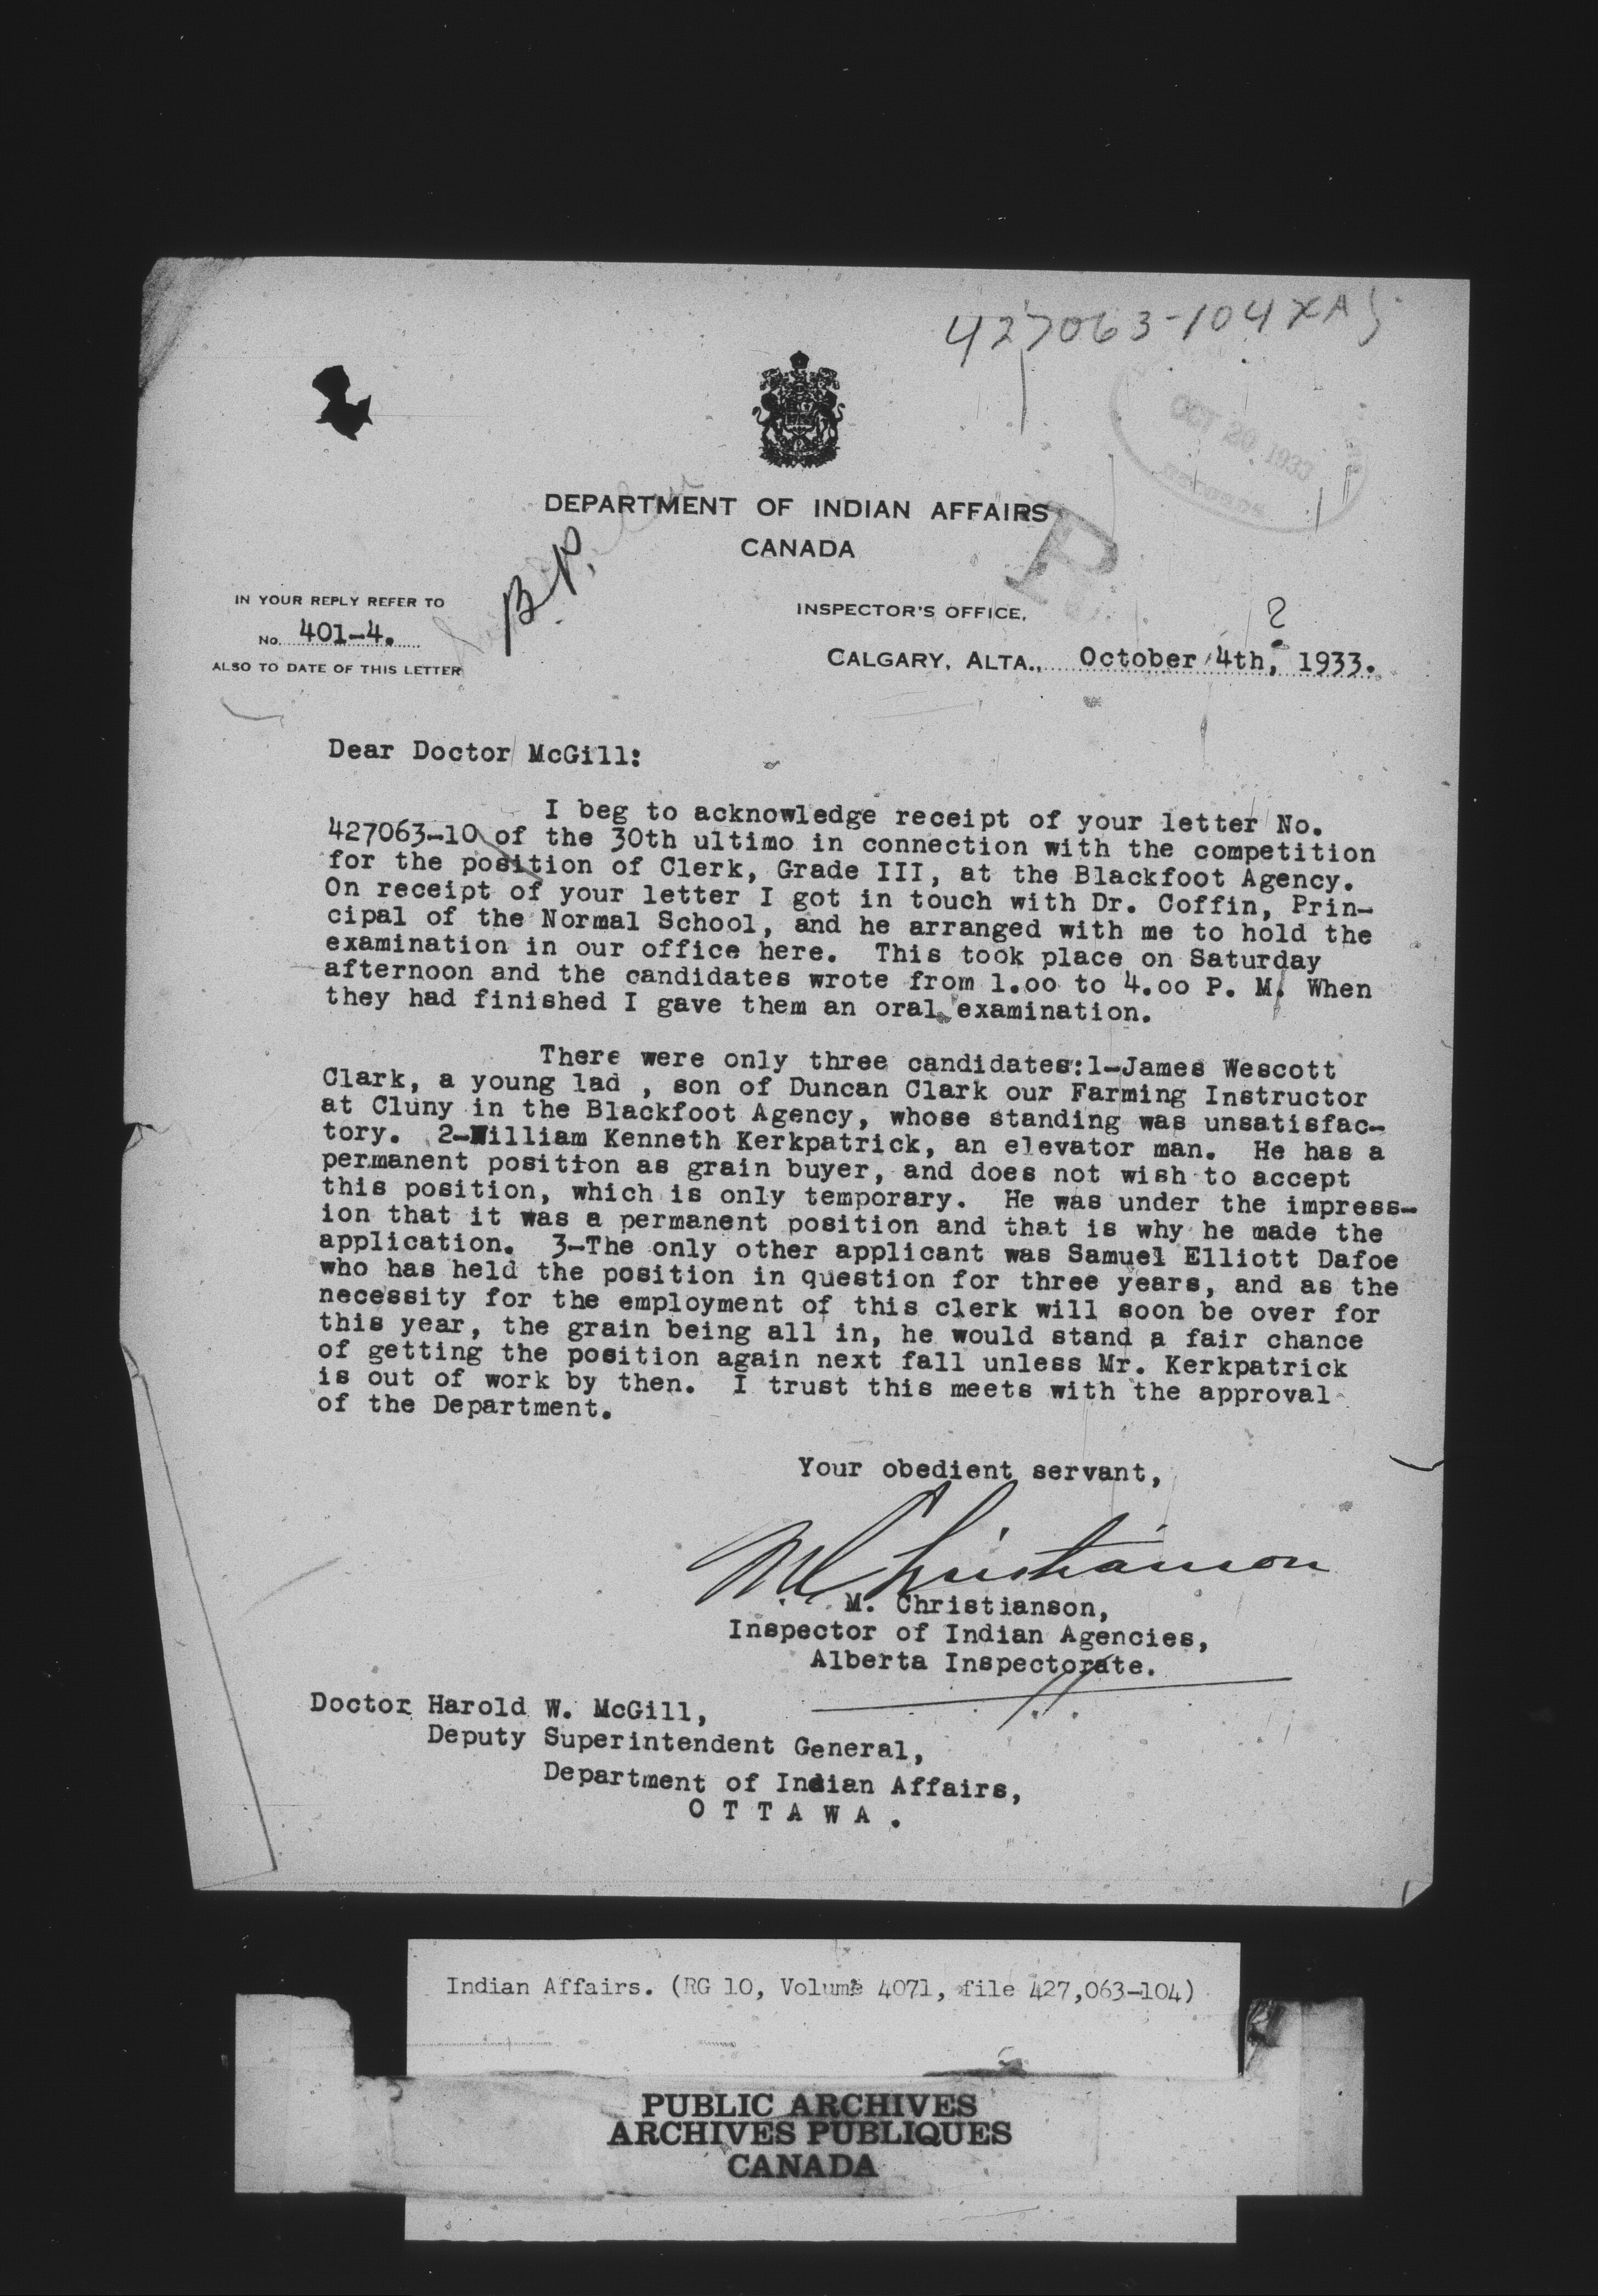 427063-104XA
OCT 20 1933
RECORDS
DEPARTMENT OF INDIAN AFFAIRS
CANADA
R
B.P.
IN YOUR REPLY REFER TO
No. 401-4.
ALSO TO DATE OF THIS LETTER
INSPECTOR'S OFFICE,
?
CALGARY, ALTA., October 4th, 1933.
Dear Doctor McGill:
I beg to acknowledge receipt of your letter No.
427063-10 of the 30th ultimo in connection with the competition
for the position of Clerk, Grade III, at the Blackfoot Agency.
On receipt of your letter I got in touch with Dr. Coffin, Prin-
cipal of the Normal School, and he arranged with me to hold the
examination in our office here. This took place on Saturday
afternoon and the candidates wrote from 1.oo to 4.oo P. M. When
they had finished I gave them an oral examination.
There were only three candidates:1-James Wescott
Clark, a young lad , son of Duncan Clark our Farming Instructor
at Cluny in the Blackfoot Agency, whose standing was unsatisfac-
tory. 2-William Kenneth Kerkpatrick, an elevator man. He has a
permanent position as grain buyer, and does not wish to accept
this position, which is only temporary. He was under the impress-
ion that it was a permanent position and that is why he made the
application. 3-The only other applicant was Samuel Elliott Dafoe
who has held the position in question for three years, and as the
necessity for the employment of this clerk will soon be over for
this year, the grain being all in, he would stand a fair chance
of getting the position again next fall unless Mr. Kerkpatrick
is out of work by then. I trust this meets with the approval
of the Department.
Your obedient servant,
M Christianson
M. Christianson,
Inspector of Indian Agencies,
Alberta Inspectorate.
Doctor Harold W. McGill,
Deputy Superintendent General,
Department of Indian Affairs,
O T T A W A .
Indian Affairs. (RG 10, Volume 4071, file 427,063-104)
PUBLIC ARCHIVES
ARCHIVES PUBLIQUES
CANADA